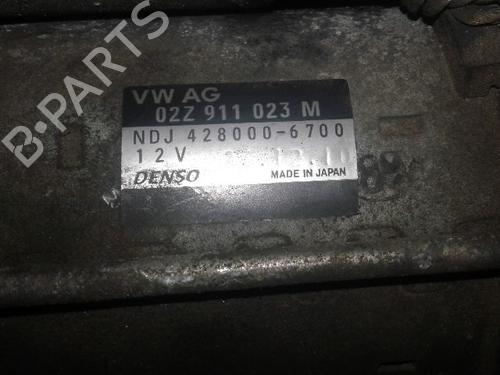 B-PARTS
VW AG
02Z 911 023 M
NDJ 428000-6700
12V
DENSO
MADE IN JAPAN